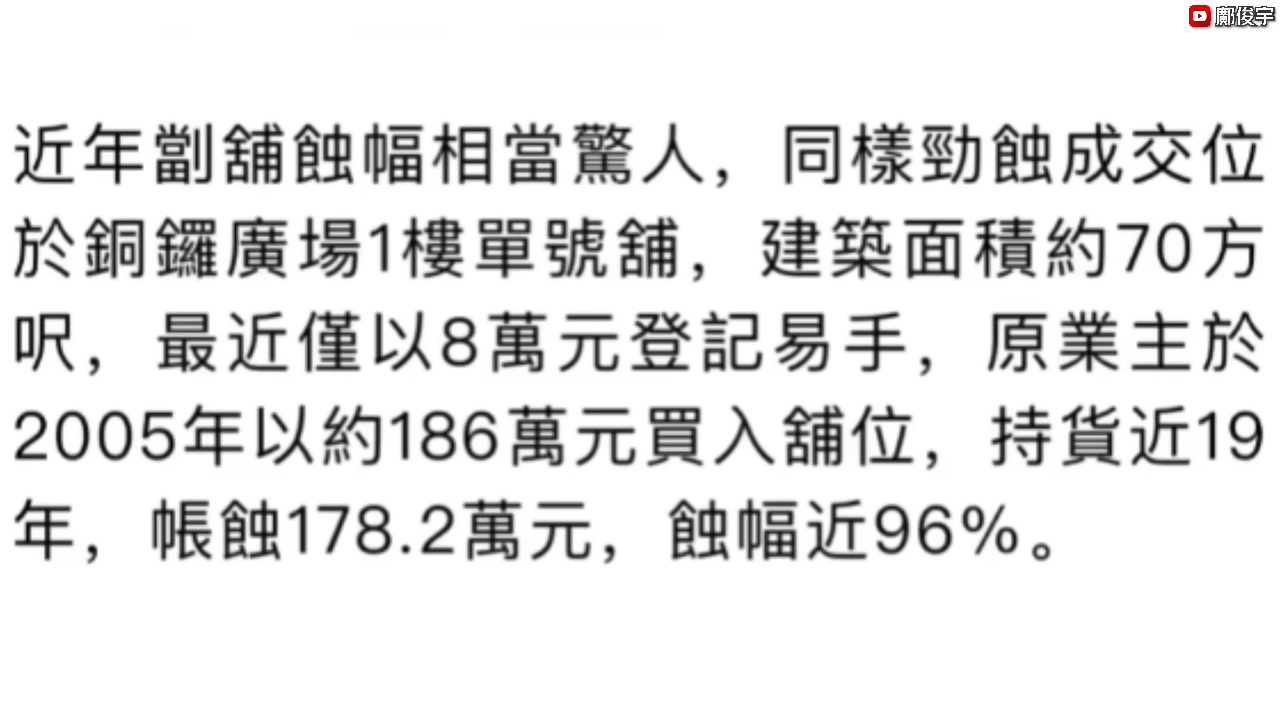 鄺俊宇
近年劏舖蝕幅相當驚人，同樣勁蝕成交位
於銅鑼廣場1樓單號舖，建築面積約70方
呎，最近僅以8萬元登記易手，原業主於
2005年以約186萬元買入舖位，持貨近19
年，帳蝕178.2萬元，蝕幅近96%。